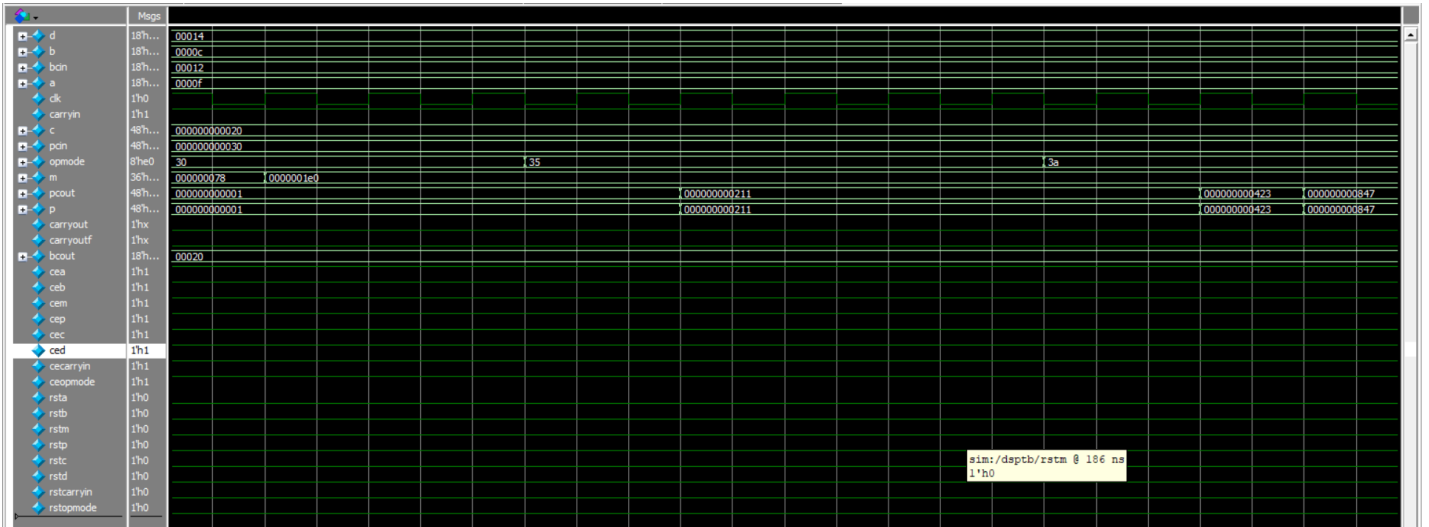 Msgs
d 18'h... 00014
b 18'h... 0000c
bcin 18'h... 00012
a 18'h... 0000f
clk 1'h0
carryin 1'h1
c 48'h... 000000000020
pcin 48'h... 000000000030
opmode 8'he0 30 35 3a
m 36'h... 000000078 0000001e0
pcout 48'h... 000000000001 000000000211 000000000423 000000000847
p 48'h... 000000000001 000000000211 000000000423 000000000847
carryout 1'hx
carryoutf 1'hx
bcout 18'h... 00020
cea 1'h1
ceb 1'h1
cem 1'h1
cep 1'h1
cec 1'h1
ced 1'h1
cecarryin 1'h1
ceopmode 1'h1
rsta 1'h0
rstb 1'h0
rstm 1'h0
rstp 1'h0
rstc 1'h0
rstd 1'h0
rstcarryin 1'h0
rstopmode 1'h0
sim:/dsptb/rstm @ 186 ns
1'h0